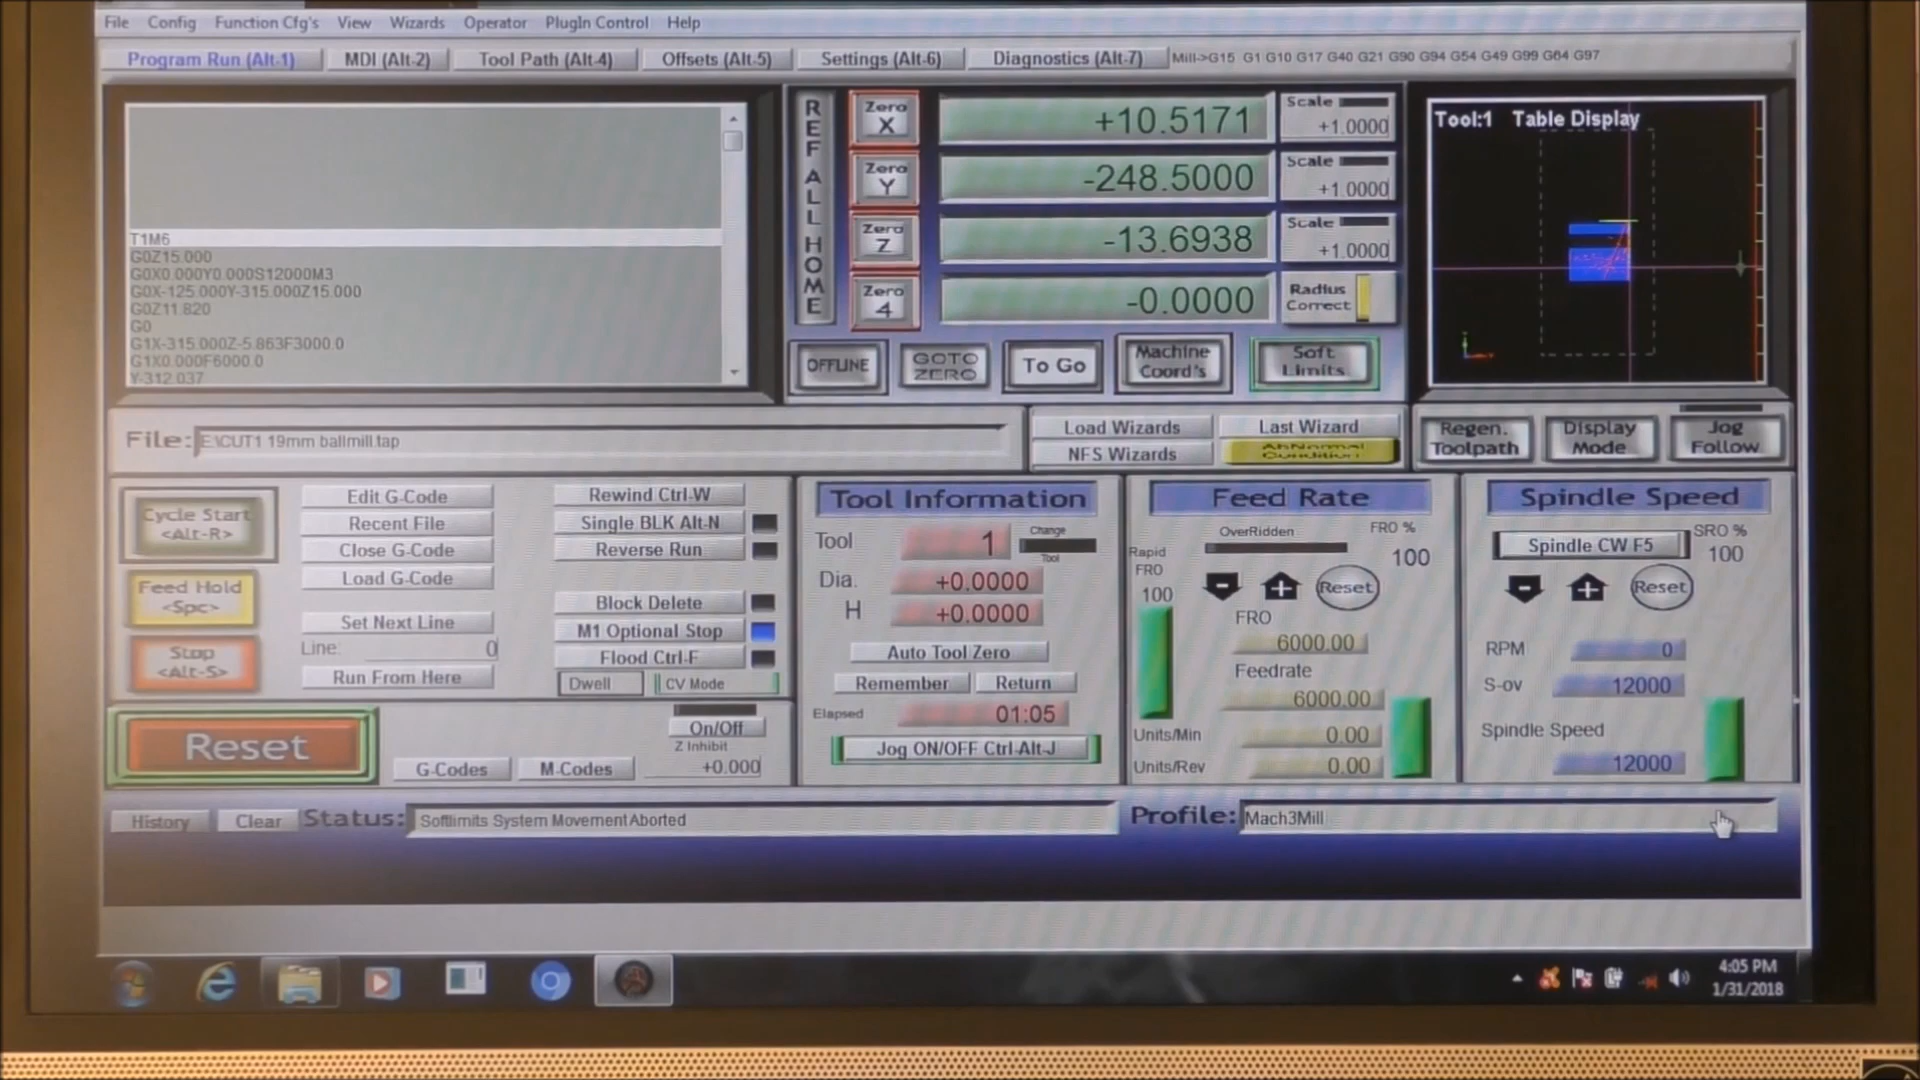 File Config Function Cfg's View Wizards Operator PlugIn Control Help
Program Run (Alt-1) MDI (Alt-2) Tool Path (Alt-4) Offsets (Alt-5) Settings (Alt-6) Diagnostics (Alt-7) Mill->G15 G1 G10 G17 G40 G21 G90 G94 G54 G49 G99 G64 G97
T1M6
G0Z15.000
G0X0.000Y0.000S12000M3
G0X-125.000Y-315.000Z15.000
G0Z11.820
G0
G1X-315.000Z-5.863F3000.0
G1X0.000F6000.0
Y-312.037
REF ALL HOME
Zero X +10.5171 Scale +1.0000
Zero Y -248.5000 Scale +1.0000
Zero Z -13.6938 Scale +1.0000
Zero 4 -0.0000 Radius Correct
OFFLINE GOTO ZERO To Go Machine Coord's Soft Limits
Tool:1 Table Display
File: E:\CUT1 19mm ballmill.tap
Load Wizards Last Wizard
NFS Wizards AbNormal Condition
Regen. Toolpath Display Mode Jog Follow
Cycle Start <Alt-R>
Feed Hold <Spc>
Stop <Alt-S>
Edit G-Code
Recent File
Close G-Code
Load G-Code
Set Next Line
Line: 0
Run From Here
Rewind Ctrl-W
Single BLK Alt-N
Reverse Run
Block Delete
M1 Optional Stop
Flood Ctrl-F
Dwell CV Mode
Reset
G-Codes M-Codes
On/Off
Z Inhibit
+0.000
Tool Information
Tool 1 Change Tool
Dia. +0.0000
H +0.0000
Auto Tool Zero
Remember Return
Elapsed 01:05
Jog ON/OFF Ctrl-Alt-J
Feed Rate
OverRidden FRO %
100
Rapid FRO
100
Reset
FRO
6000.00
Feedrate
6000.00
Units/Min 0.00
Units/Rev 0.00
Spindle Speed
Spindle CW F5 SRO %
100
Reset
RPM 0
S-ov 12000
Spindle Speed
12000
History Clear Status: Softlimits System Movement Aborted Profile: Mach3Mill
4:05 PM
1/31/2018